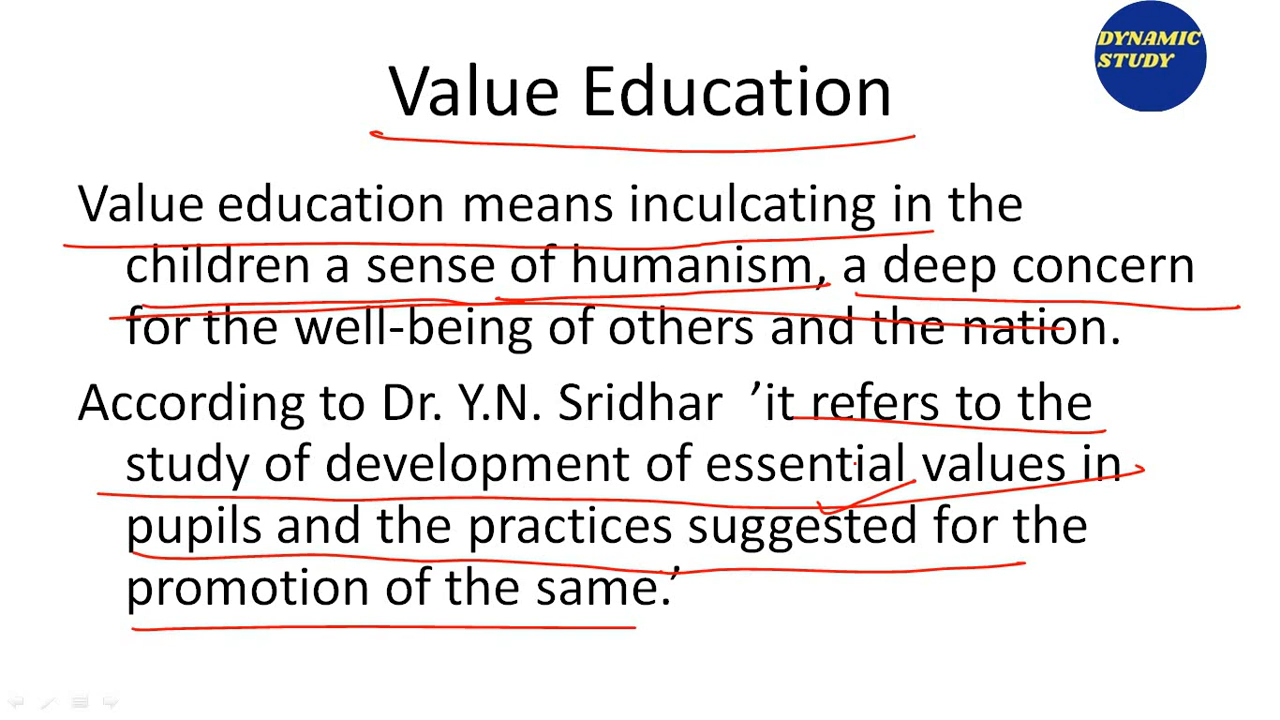 DYNAMIC
STUDY
Value Education
Value education means inculcating in the
children a sense of humanism, a deep concern
for the well-being of others and the nation.
According to Dr. Y.N. Sridhar ’it refers to the
study of development of essential values in
pupils and the practices suggested for the
promotion of the same.’